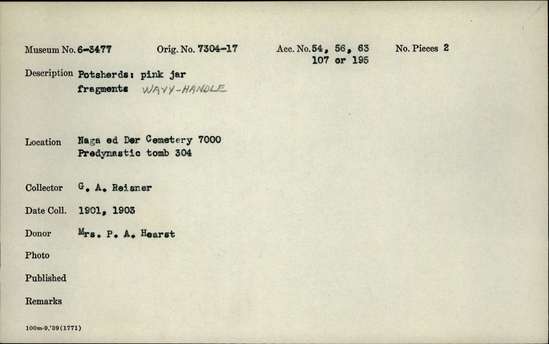 Museum No. 6-3477 Orig. No. 7304-17 Acc. No. 54, 56, 63 No. Pieces 2
107 or 195
Description Potsherds: pink jar
fragments WAVY-HANDLE
Location Naga ed Der Cemetery 7000
Predynastic tomb 304
Collector G. A. Reisner
Date Coll. 1901, 1903
Donor Mrs. P. A. Hearst
Photo
Published
Remarks
100m-9,'39(1771)